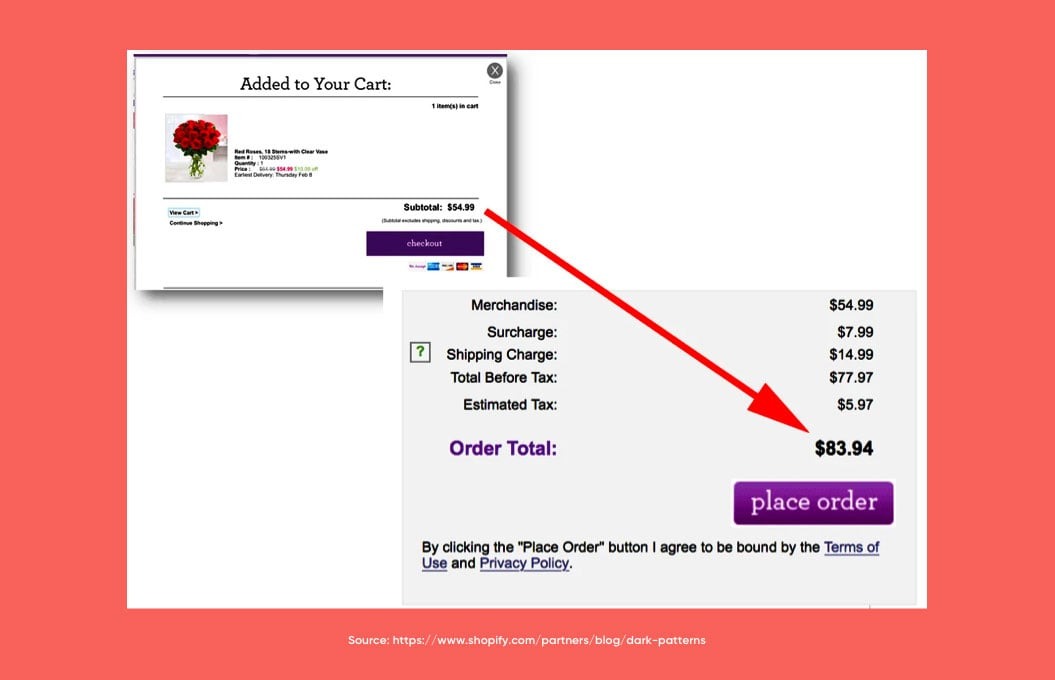 X
Close
Added to Your Cart:
1 item(s) in cart
Red Roses, 18 Stems-with Clear Vase
Item # : 100325SV1
Quantity : 1
Price : $64.99 $54.99 $10.00 off
Earliest Delivery: Thursday Feb 8
View Cart >
Continue Shopping >
Subtotal: $54.99
(Subtotal excludes shipping, discounts and tax.)
checkout
We Accept
Merchandise: $54.99
Surcharge: $7.99
? Shipping Charge: $14.99
Total Before Tax: $77.97
Estimated Tax: $5.97
Order Total: $83.94
place order
By clicking the "Place Order" button I agree to be bound by the Terms of
Use and Privacy Policy.
Source: https://www.shopify.com/partners/blog/dark-patterns